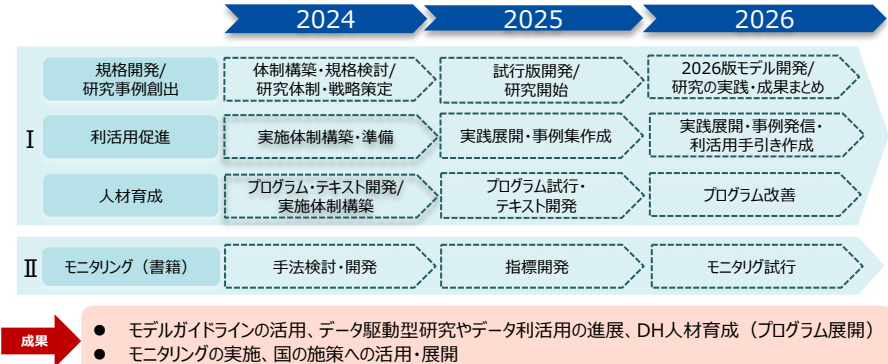 2024 2025 2026
規格開発/
研究事例創出
体制構築・規格検討/
研究体制・戦略策定
試行版開発/
研究開始
2026版モデル開発/
研究の実践・成果まとめ
Ⅰ
利活用促進
実施体制構築・準備
実践展開・事例集作成
実践展開・事例発信・
利活用手引き作成
人材育成
プログラム・テキスト開発/
実施体制構築
プログラム試行・
テキスト開発
プログラム改善
Ⅱ
モニタリング（書籍）
手法検討・開発
指標開発
モニタリグ試行
成果
● モデルガイドラインの活用、データ駆動型研究やデータ利活用の進展、DH人材育成（プログラム展開）
● モニタリングの実施、国の施策への活用・展開